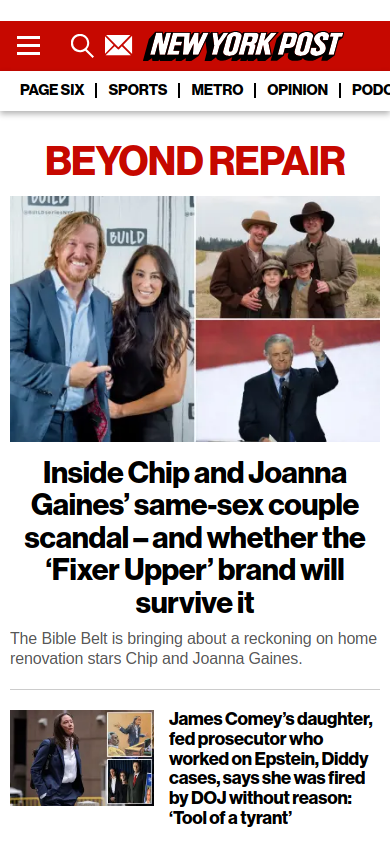 NEW YORK POST
PAGE SIX
SPORTS
METRO
OPINION
BEYOND REPAIR
BUILD
BUILD
Inside Chip and Joanna
Gaines’ same-sex couple
scandal – and whether the
‘Fixer Upper’ brand will
survive it
The Bible Belt is bringing about a reckoning on home
renovation stars Chip and Joanna Gaines.
James Comey’s daughter,
fed prosecutor who
worked on Epstein, Diddy
cases, says she was fired
by DOJ without reason:
‘Tool of a tyrant’